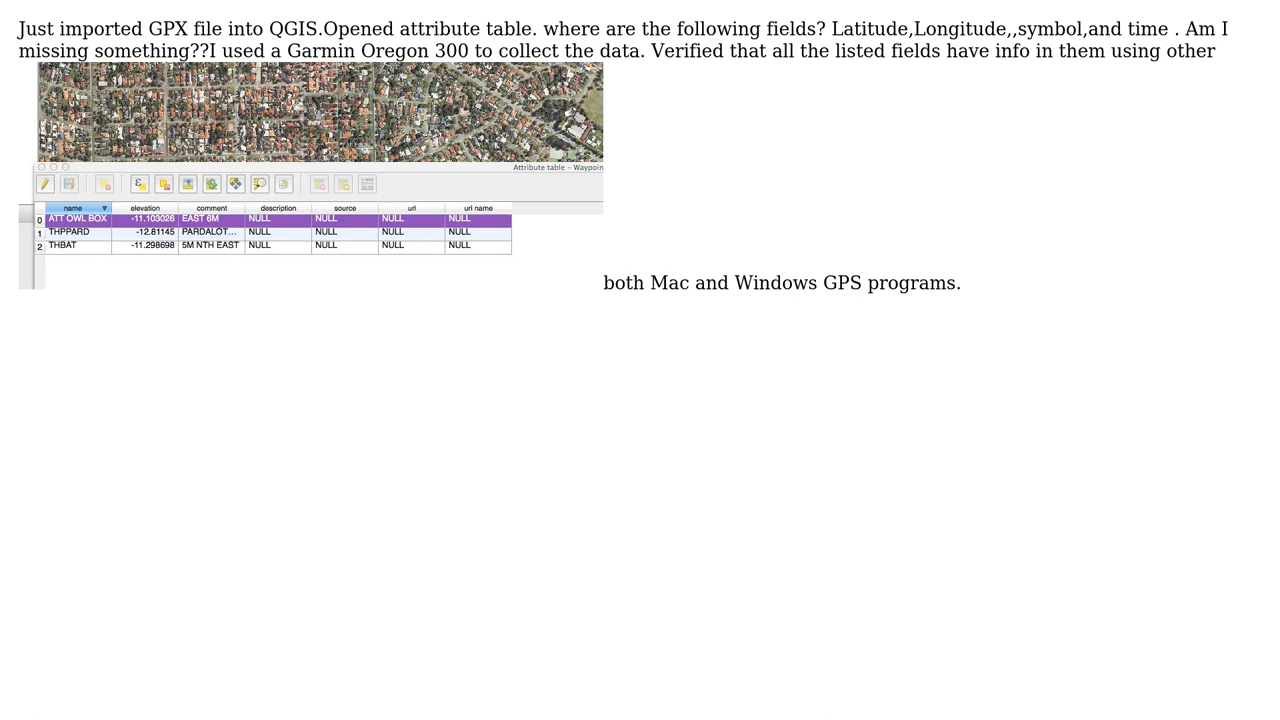 Just imported GPX file into QGIS.Opened attribute table. where are the following fields? Latitude,Longitude,,symbol,and time . Am I
missing something??I used a Garmin Oregon 300 to collect the data. Verified that all the listed fields have info in them using other
Attribute table – Waypoin
name elevation comment description source url url name
0 ATT OWL BOX -11.103026 EAST 6M NULL NULL NULL NULL
1 THPPARD -12.81145 PARDALOT... NULL NULL NULL NULL
2 THBAT -11.298698 5M NTH EAST NULL NULL NULL NULL
both Mac and Windows GPS programs.